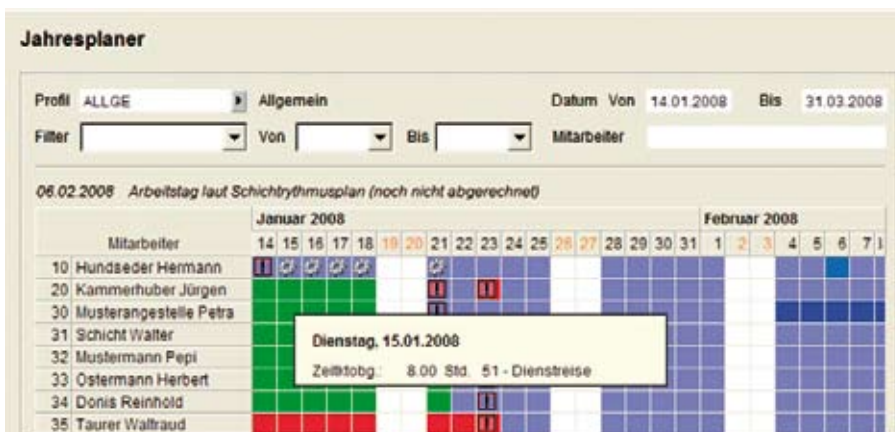 Jahresplaner
Profil ALLGE Allgemein Datum Von 14.01.2008 Bis 31.03.2008
Filter Von Bis Mitarbeiter
06.02.2008 Arbeitstag laut Schichtrythmusplan (noch nicht abgerechnet)
Januar 2008 Februar 2008
Mitarbeiter 14 15 16 17 18 19 20 21 22 23 24 25 26 27 28 29 30 31 1 2 3 4 5 6 7
10 Hundseder Hermann
20 Kammerhuber Jürgen
30 Musterangestelle Petra
31 Schicht Walter
Dienstag, 15.01.2008
32 Mustermann Pepi
Zeitktobg.: 8.00 Std. 51 - Dienstreise
33 Ostermann Herbert
34 Donis Reinhold
35 Taurer Waltraud